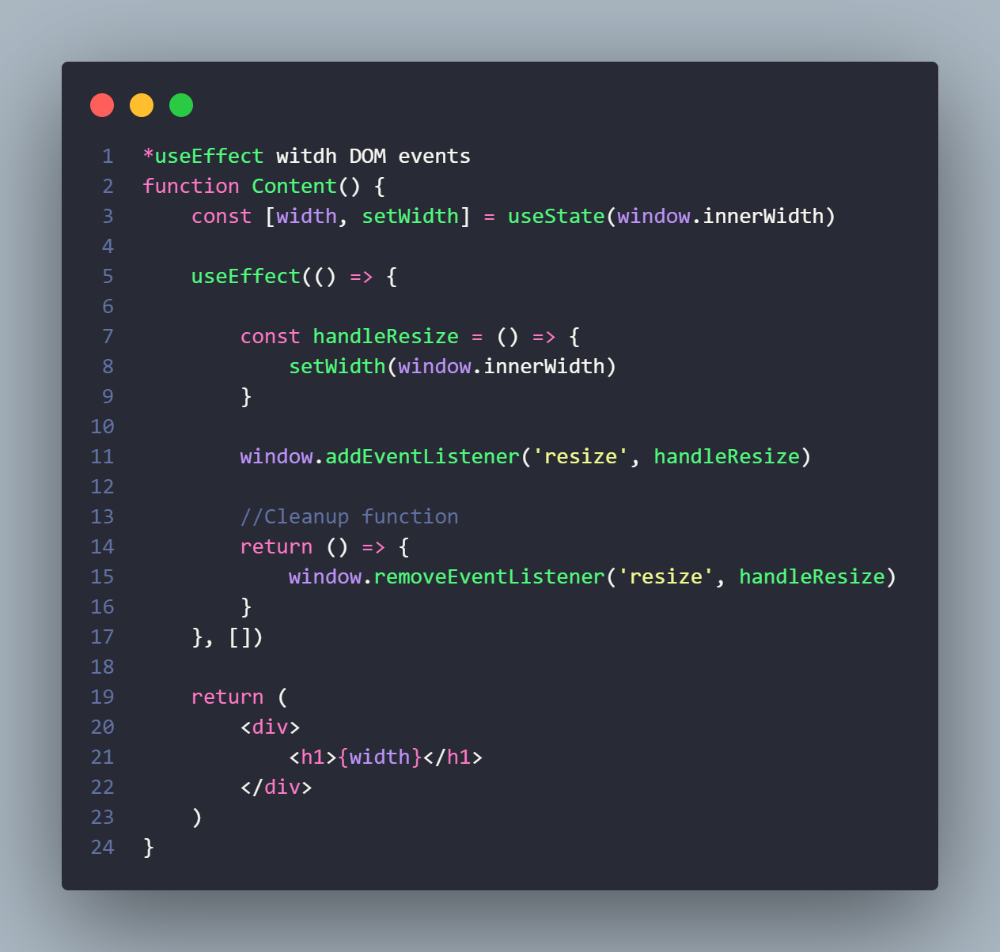 1 *useEffect witdh DOM events
2 function Content() {
3     const [width, setWidth] = useState(window.innerWidth)
4
5     useEffect(() => {
6
7         const handleResize = () => {
8             setWidth(window.innerWidth)
9         }
10
11         window.addEventListener('resize', handleResize)
12
13         //Cleanup function
14         return () => {
15             window.removeEventListener('resize', handleResize)
16         }
17     }, [])
18
19     return (
20         <div>
21             <h1>{width}</h1>
22         </div>
23     )
24 }